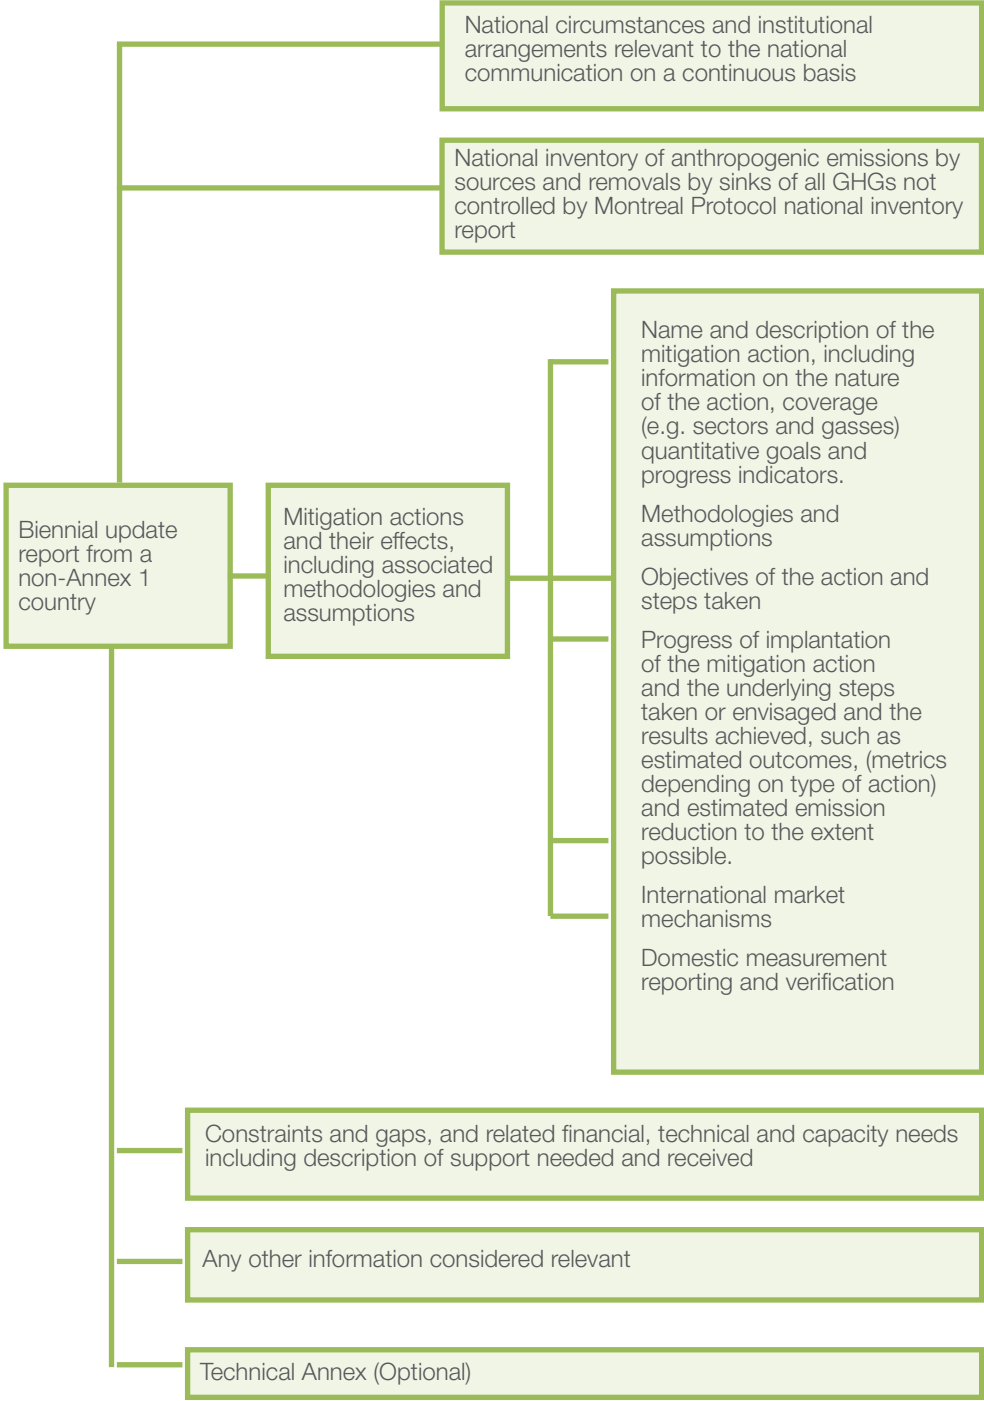 National circumstances and institutional
arrangements relevant to the national
communication on a continuous basis
National inventory of anthropogenic emissions by
sources and removals by sinks of all GHGs not
controlled by Montreal Protocol national inventory
report
Biennial update
report from a
non-Annex 1
country
Mitigation actions
and their effects,
including associated
methodologies and
assumptions
Name and description of the
mitigation action, including
information on the nature
of the action, coverage
(e.g. sectors and gasses)
quantitative goals and
progress indicators.
Methodologies and
assumptions
Objectives of the action and
steps taken
Progress of implantation
of the mitigation action
and the underlying steps
taken or envisaged and the
results achieved, such as
estimated outcomes, (metrics
depending on type of action)
and estimated emission
reduction to the extent
possible.
International market
mechanisms
Domestic measurement
reporting and verification
Constraints and gaps, and related financial, technical and capacity needs
including description of support needed and received
Any other information considered relevant
Technical Annex (Optional)